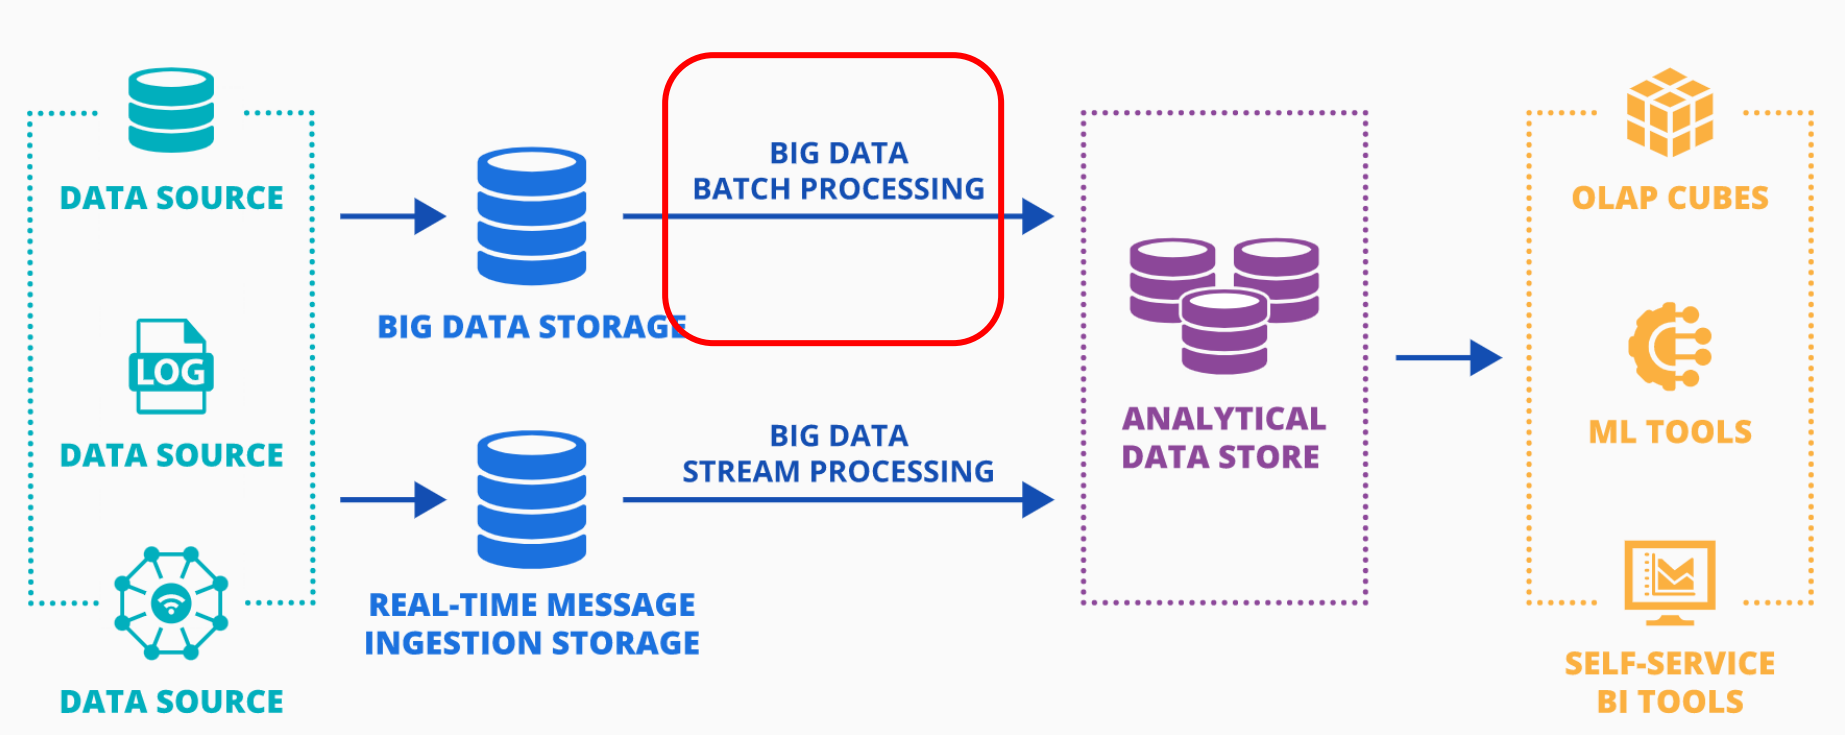 DATA SOURCE
LOG
DATA SOURCE
DATA SOURCE
BIG DATA STORAGE
REAL-TIME MESSAGE
INGESTION STORAGE
BIG DATA
BATCH PROCESSING
BIG DATA
STREAM PROCESSING
ANALYTICAL
DATA STORE
OLAP CUBES
ML TOOLS
SELF-SERVICE
BI TOOLS